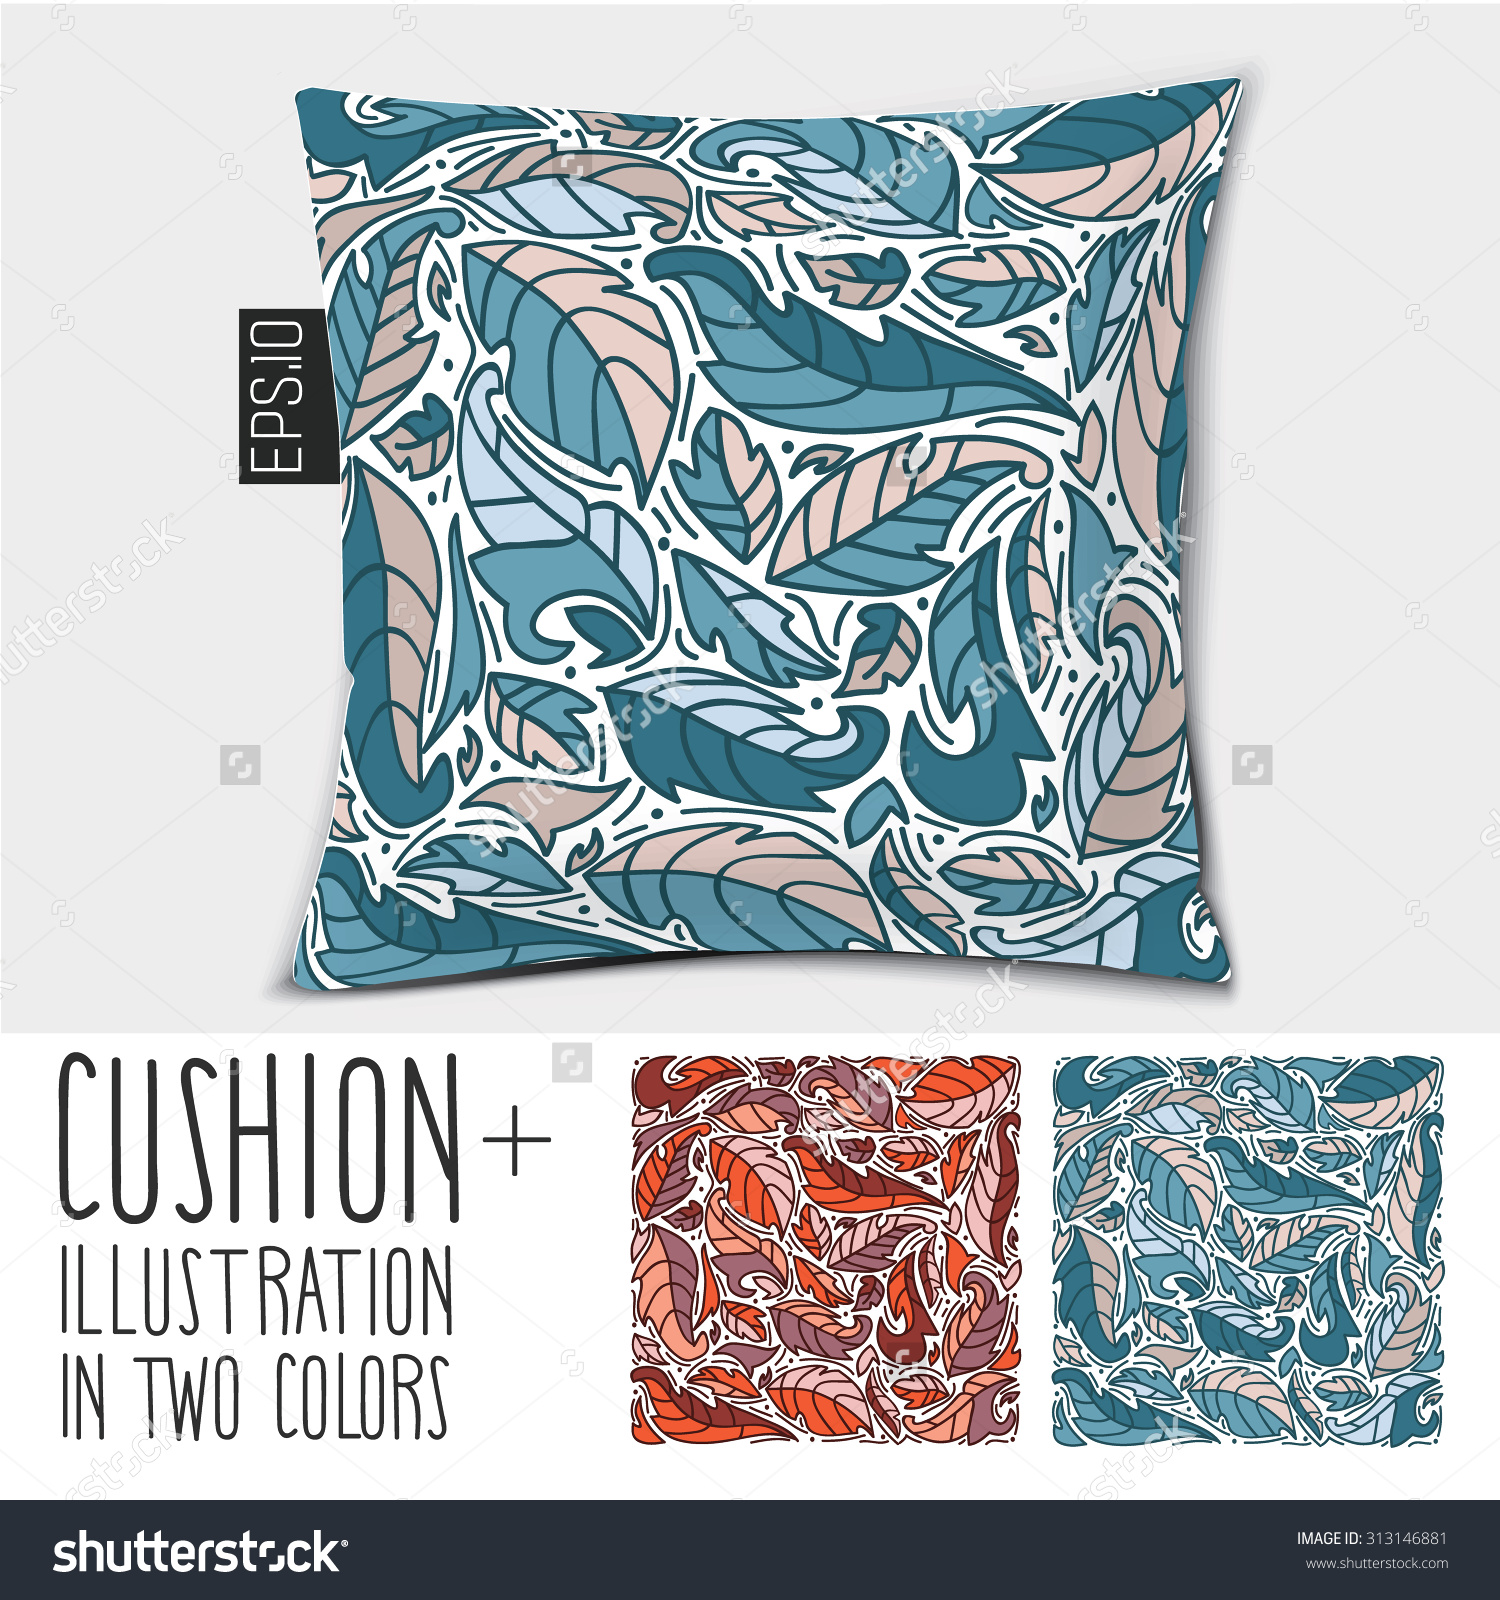 EPS.10
CUSHION +
ILLUSTRATION
IN TWO COLORS
shutterstock®
IMAGE ID: 313146881
www.shutterstock.com